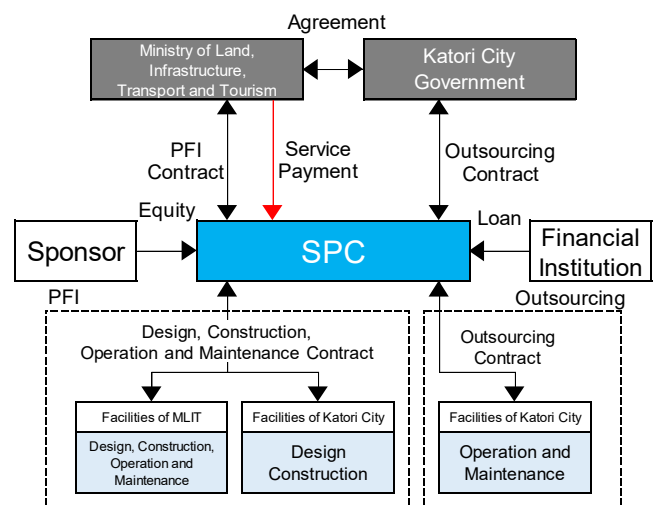 Agreement
Ministry of Land,
Infrastructure,
Transport and Tourism
Katori City
Government
PFI
Contract
Service
Payment
Outsourcing
Contract
Equity
Loan
Sponsor
SPC
Financial
Institution
PFI
Outsourcing
Design, Construction,
Operation and Maintenance Contract
Outsourcing
Contract
Facilities of MLIT
Design, Construction,
Operation and
Maintenance
Facilities of Katori City
Design
Construction
Facilities of Katori City
Operation and
Maintenance